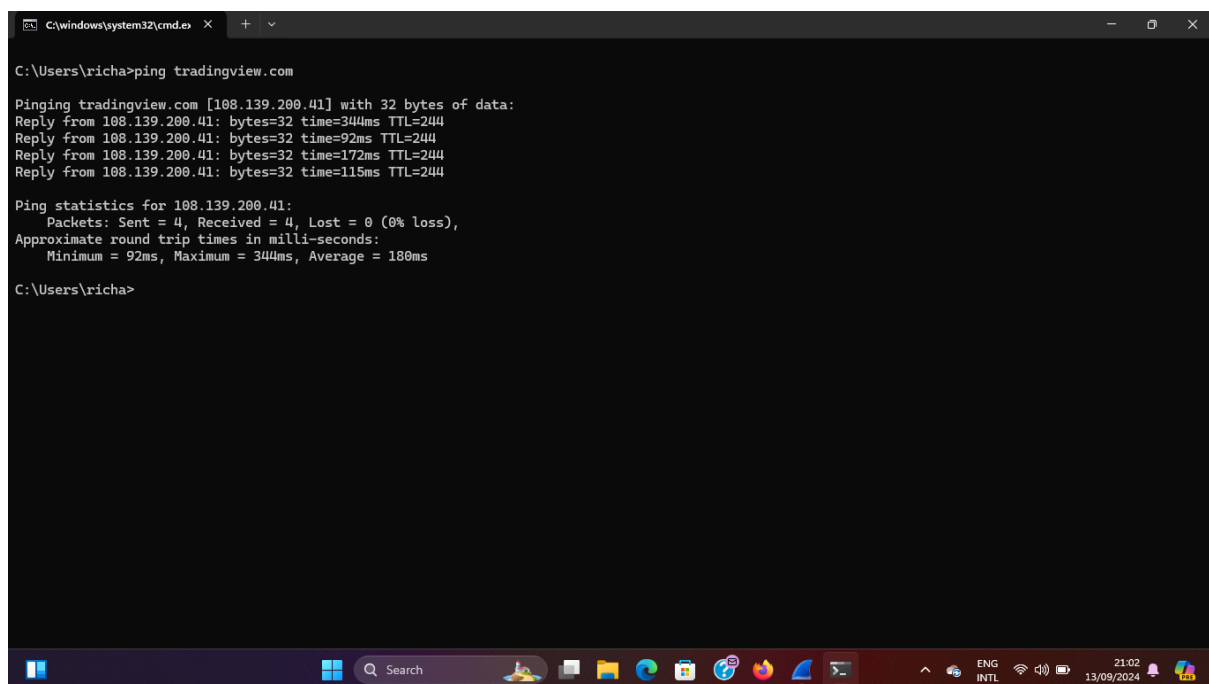 C:\windows\system32\cmd.ex
C:\Users\richa>ping tradingview.com
Pinging tradingview.com [108.139.200.41] with 32 bytes of data:
Reply from 108.139.200.41: bytes=32 time=344ms TTL=244
Reply from 108.139.200.41: bytes=32 time=92ms TTL=244
Reply from 108.139.200.41: bytes=32 time=172ms TTL=244
Reply from 108.139.200.41: bytes=32 time=115ms TTL=244
Ping statistics for 108.139.200.41:
    Packets: Sent = 4, Received = 4, Lost = 0 (0% loss),
Approximate round trip times in milli-seconds:
    Minimum = 92ms, Maximum = 344ms, Average = 180ms
C:\Users\richa>
Search
ENG
INTL
21:02
13/09/2024
PRE